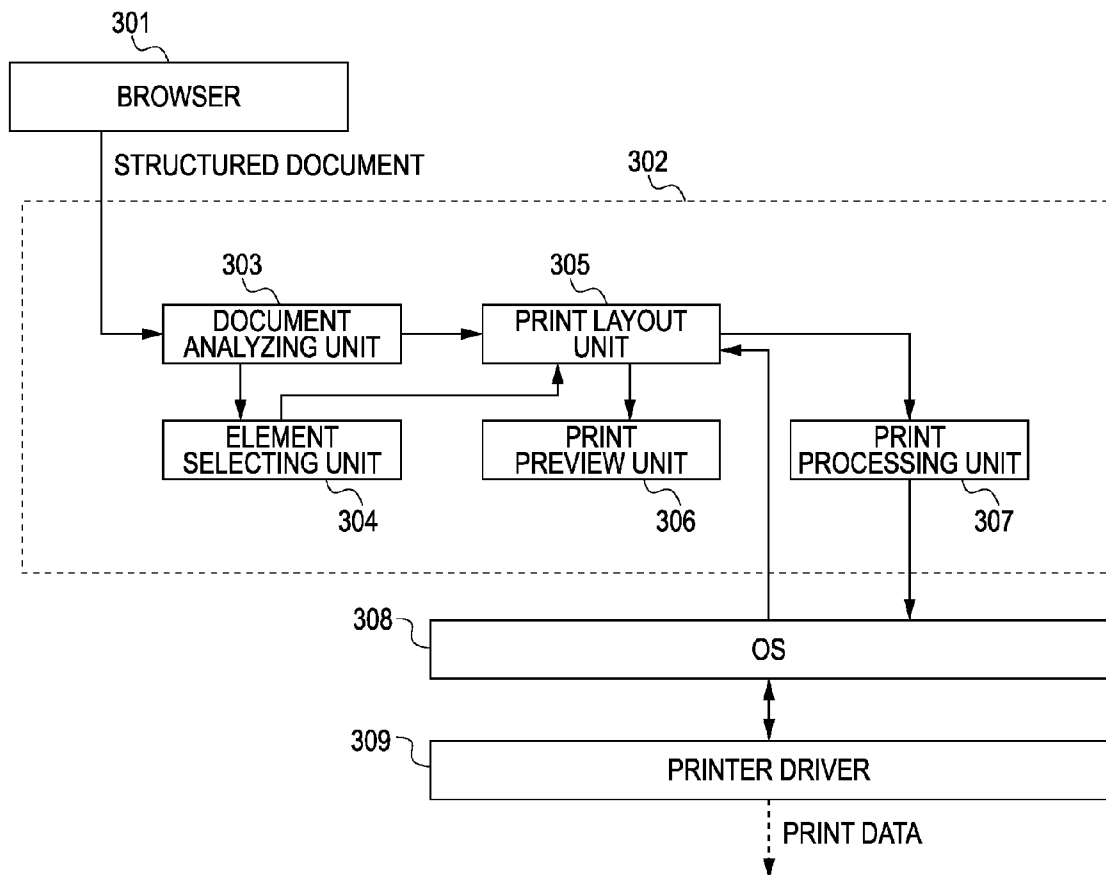 301
BROWSER
STRUCTURED DOCUMENT
302
303
DOCUMENT
ANALYZING UNIT
305
PRINT LAYOUT
UNIT
ELEMENT
SELECTING UNIT
304
PRINT
PREVIEW UNIT
306
PRINT
PROCESSING UNIT
307
308
OS
309
PRINTER DRIVER
PRINT DATA